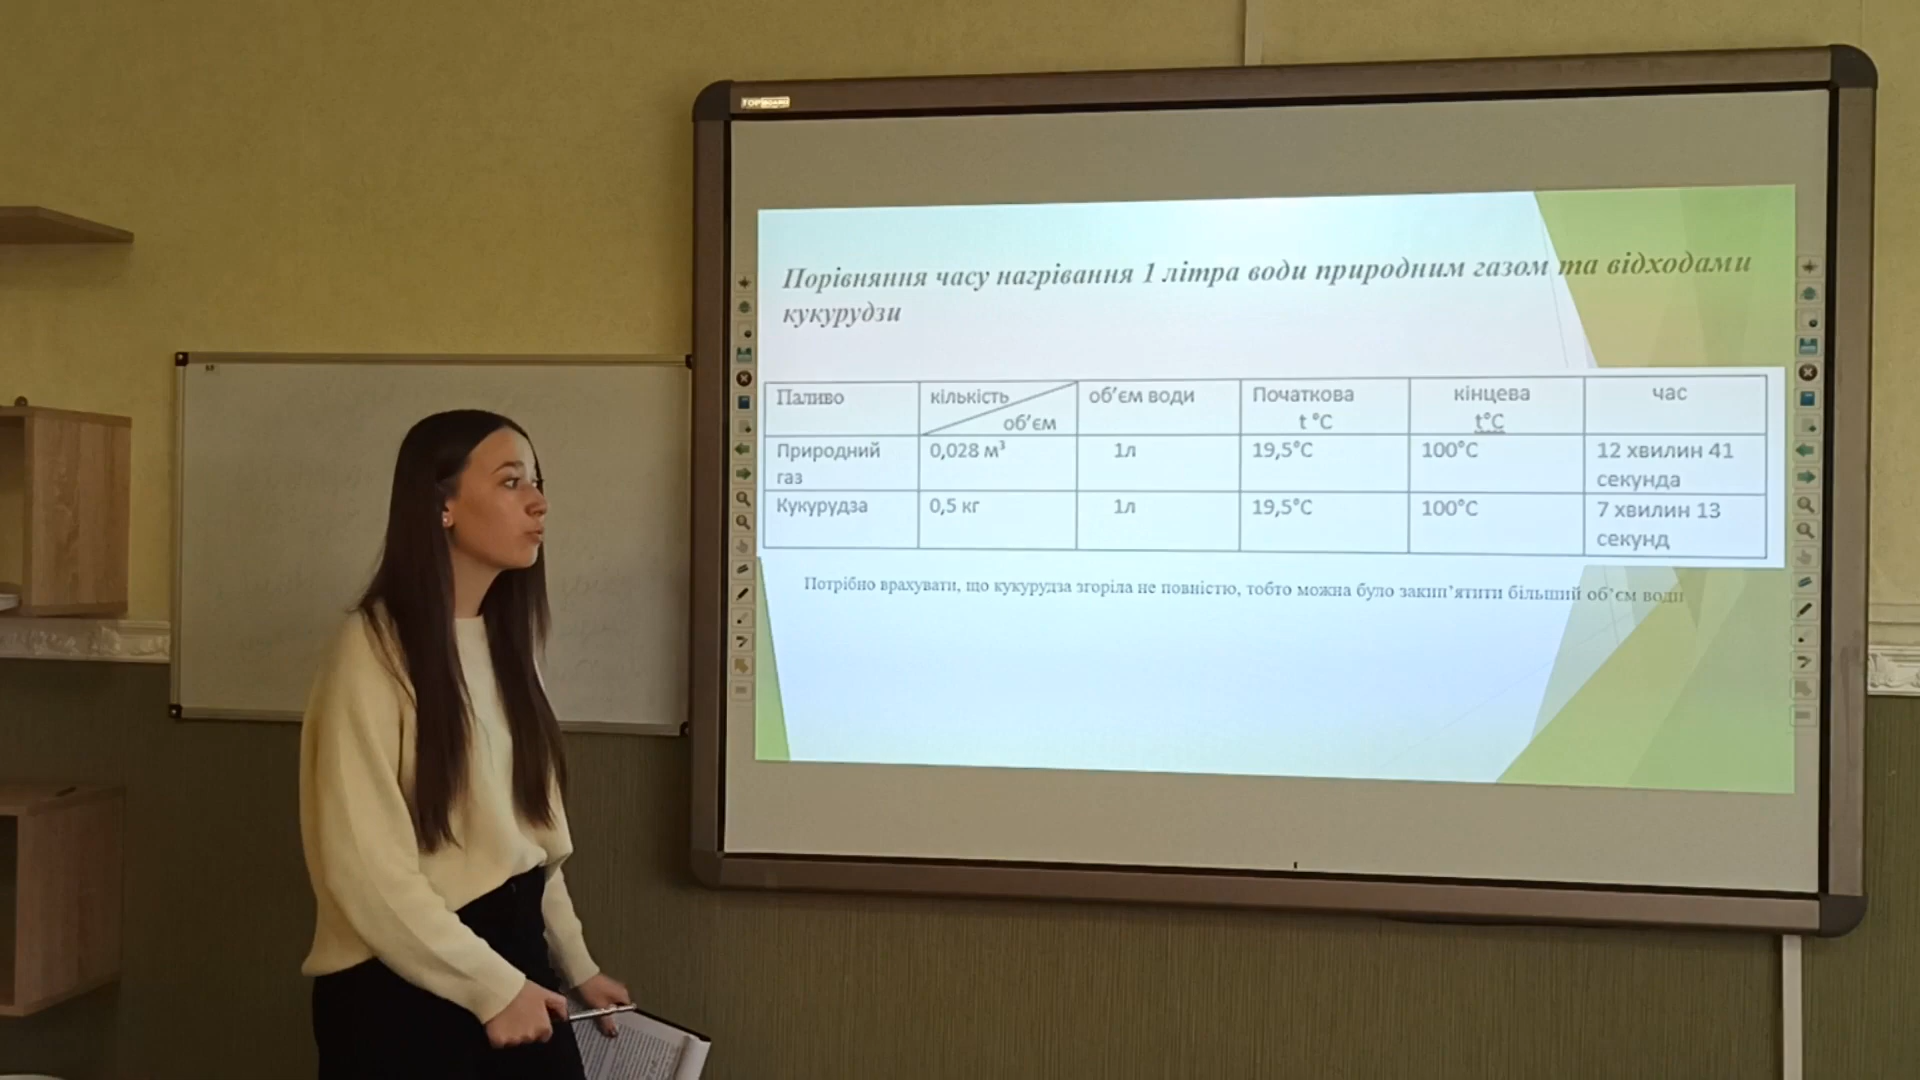 TOPBOARD
Порівняння часу нагрівання 1 літра води природним газом та відходами
кукурудзи
Паливо кількість об’єм об’єм води Початкова t °C кінцева t°C час
Природний газ 0,028 м³ 1л 19,5°C 100°C 12 хвилин 41 секунда
Кукурудза 0,5 кг 1л 19,5°C 100°C 7 хвилин 13 секунд
Потрібно врахувати, що кукурудза згоріла не повністю, тобто можна було закип’ятити більший об’єм води